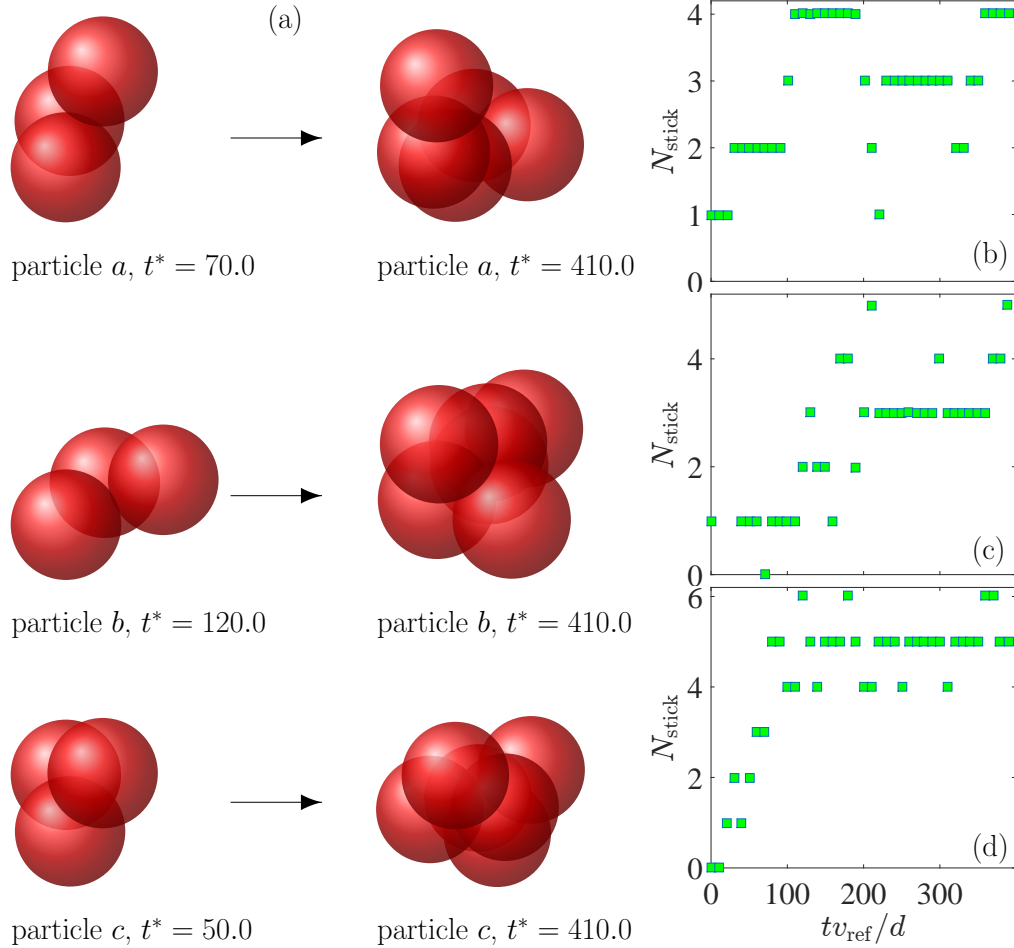 (a)
particle a, t* = 70.0
particle a, t* = 410.0
particle b, t* = 120.0
particle b, t* = 410.0
particle c, t* = 50.0
particle c, t* = 410.0
4
3
2
1
0
N_stick
(b)
4
2
0
N_stick
(c)
6
4
2
0
N_stick
(d)
0 100 200 300
tv_ref/d